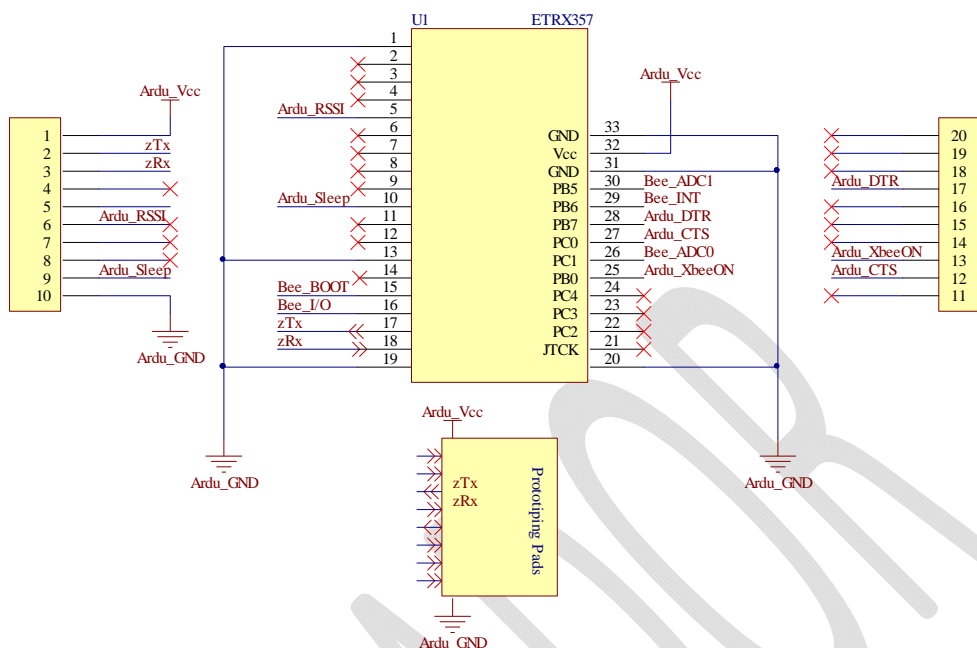 U1 ETRX357
Ardu_Vcc
1
2 zTx
3 zRx
4
5
6 Ardu_RSSI
7
8
9 Ardu_Sleep
10
Ardu_GND
1
2
3
4
Ardu_RSSI 5
6
7
8
9
Ardu_Sleep 10
11
12
13
14
Bee_BOOT 15
Bee_I/O 16
zTx 17
zRx 18
19
Ardu_GND
Ardu_Vcc
GND 33
Vcc 32
GND 31
PB5 30 Bee_ADC1
PB6 29 Bee_INT
PB7 28 Ardu_DTR
PC0 27 Ardu_CTS
PC1 26 Bee_ADC0
PB0 25 Ardu_XbeeON
PC4 24
PC3 23
PC2 22
JTCK 21
20
Ardu_GND
20
19
18
Ardu_DTR 17
16
15
14
Ardu_XbeeON 13
Ardu_CTS 12
11
Ardu_Vcc
zTx
zRx
Prototiping Pads
Ardu_GND